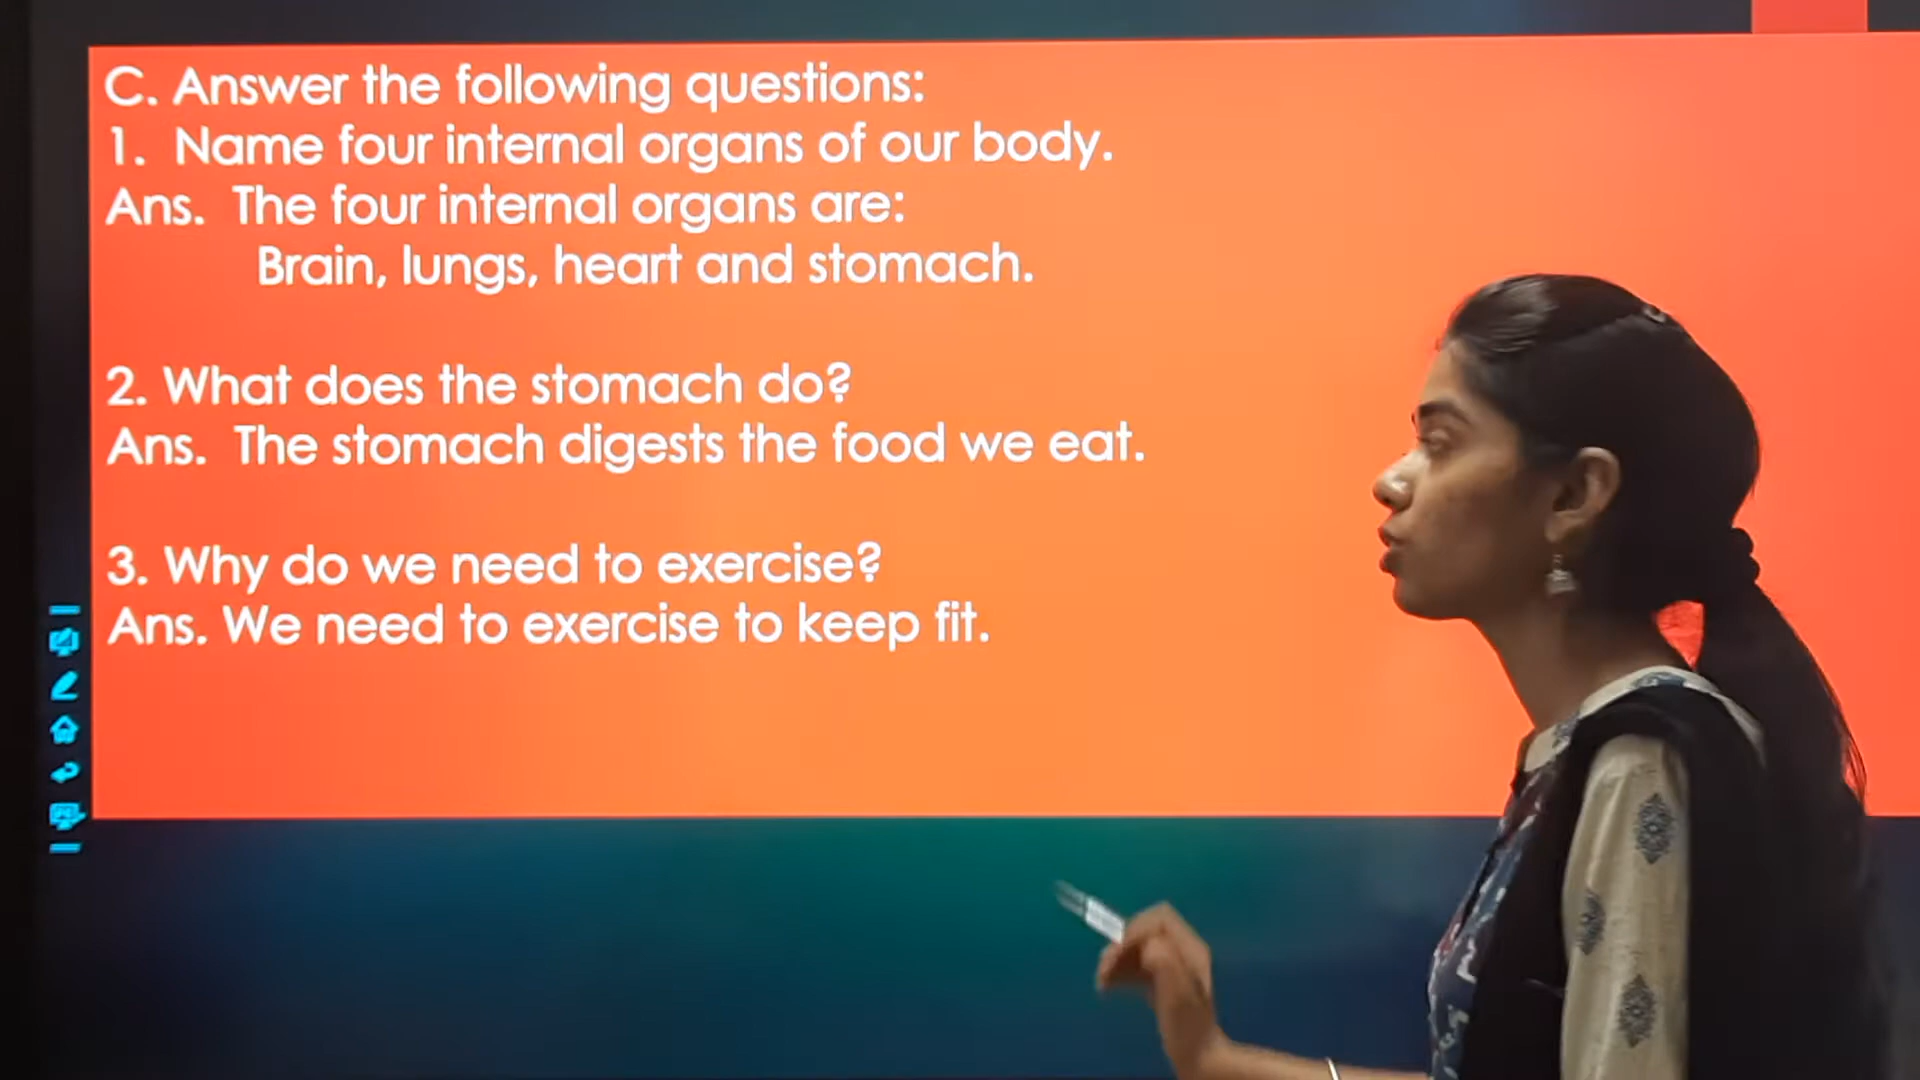 C. Answer the following questions:
1. Name four internal organs of our body.
Ans. The four internal organs are:
Brain, lungs, heart and stomach.
2. What does the stomach do?
Ans. The stomach digests the food we eat.
3. Why do we need to exercise?
Ans. We need to exercise to keep fit.